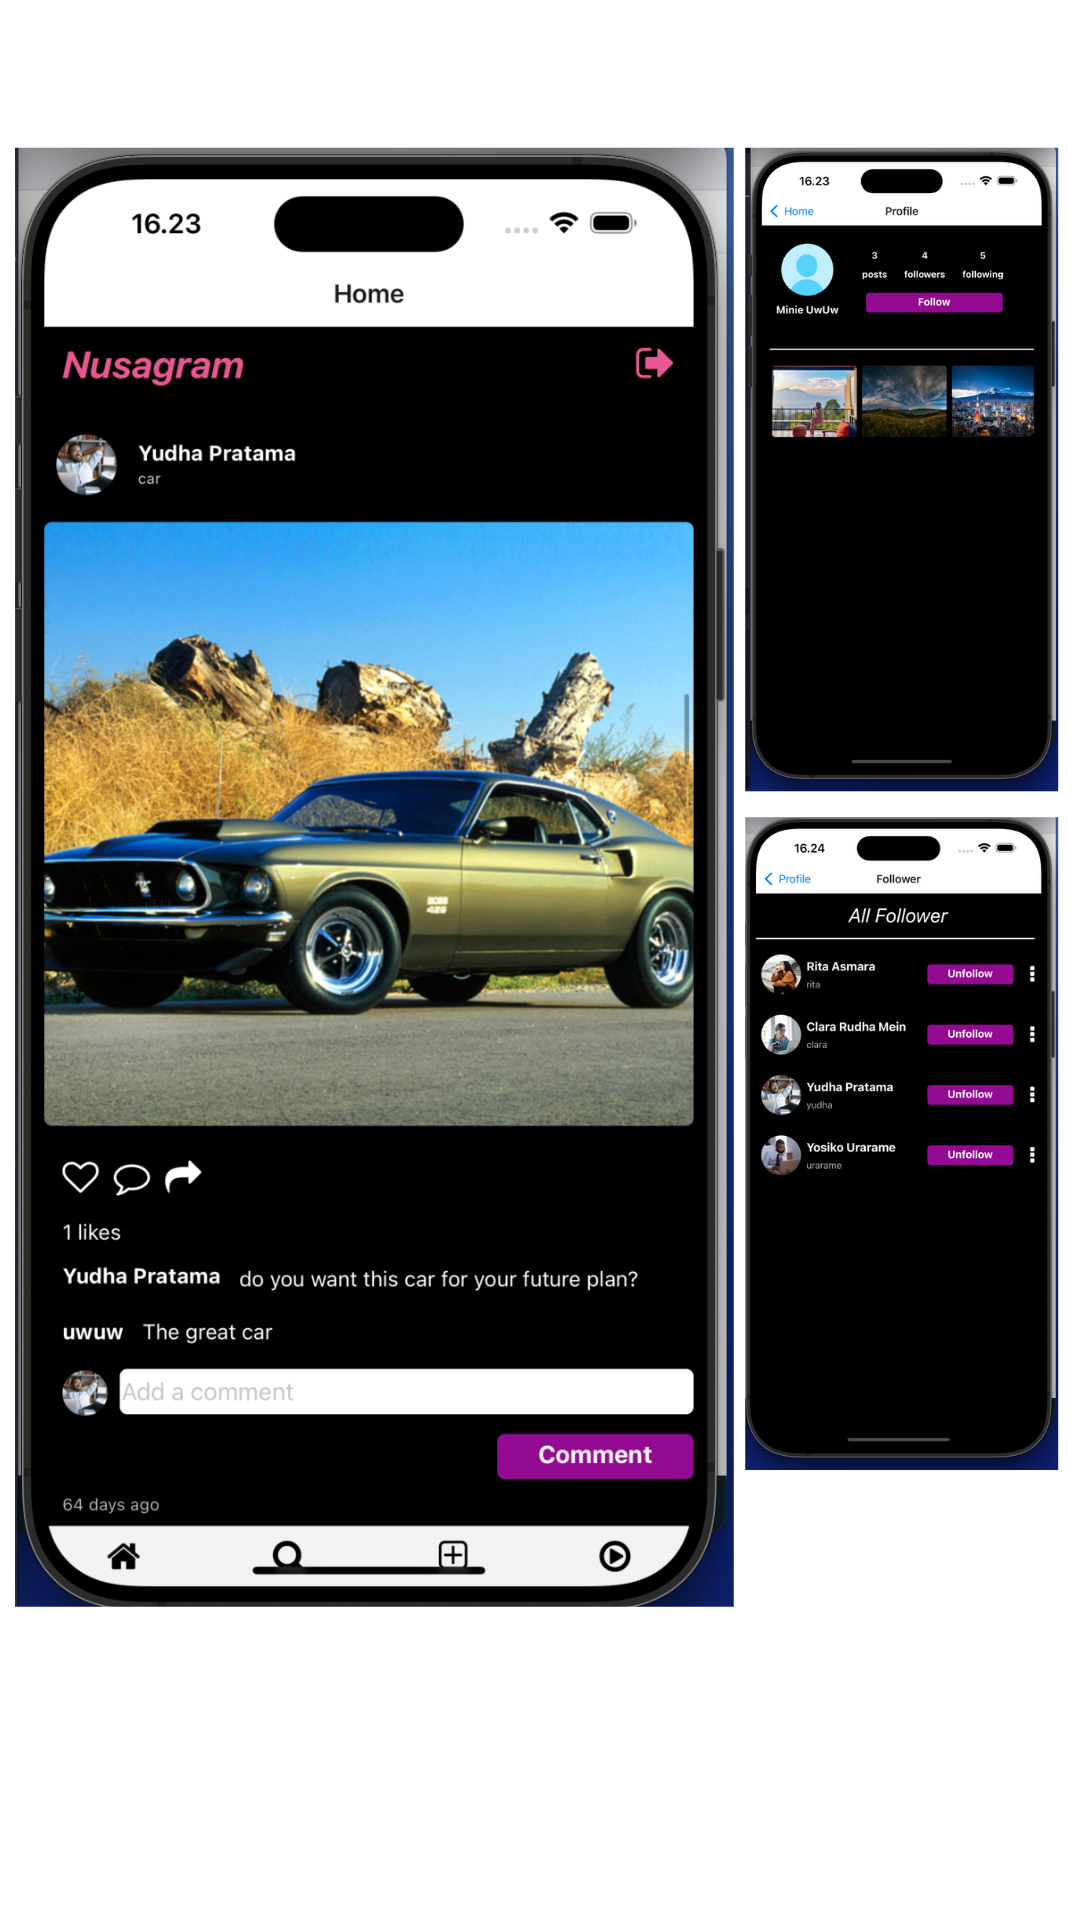 16.23
Home
Nusagram
Yudha Pratama
car
BOSS
429
1 likes
Yudha Pratama do you want this car for your future plan?
uwuw The great car
Add a comment
Comment
64 days ago
16.23
Home
Profile
3 4 5
posts followers following
Follow
Minie UwUw
16.24
Profile
Follower
All Follower
Rita Asmara
rita
Unfollow
Clara Rudha Mein
clara
Unfollow
Yudha Pratama
yudha
Unfollow
Yosiko Urarame
urarame
Unfollow